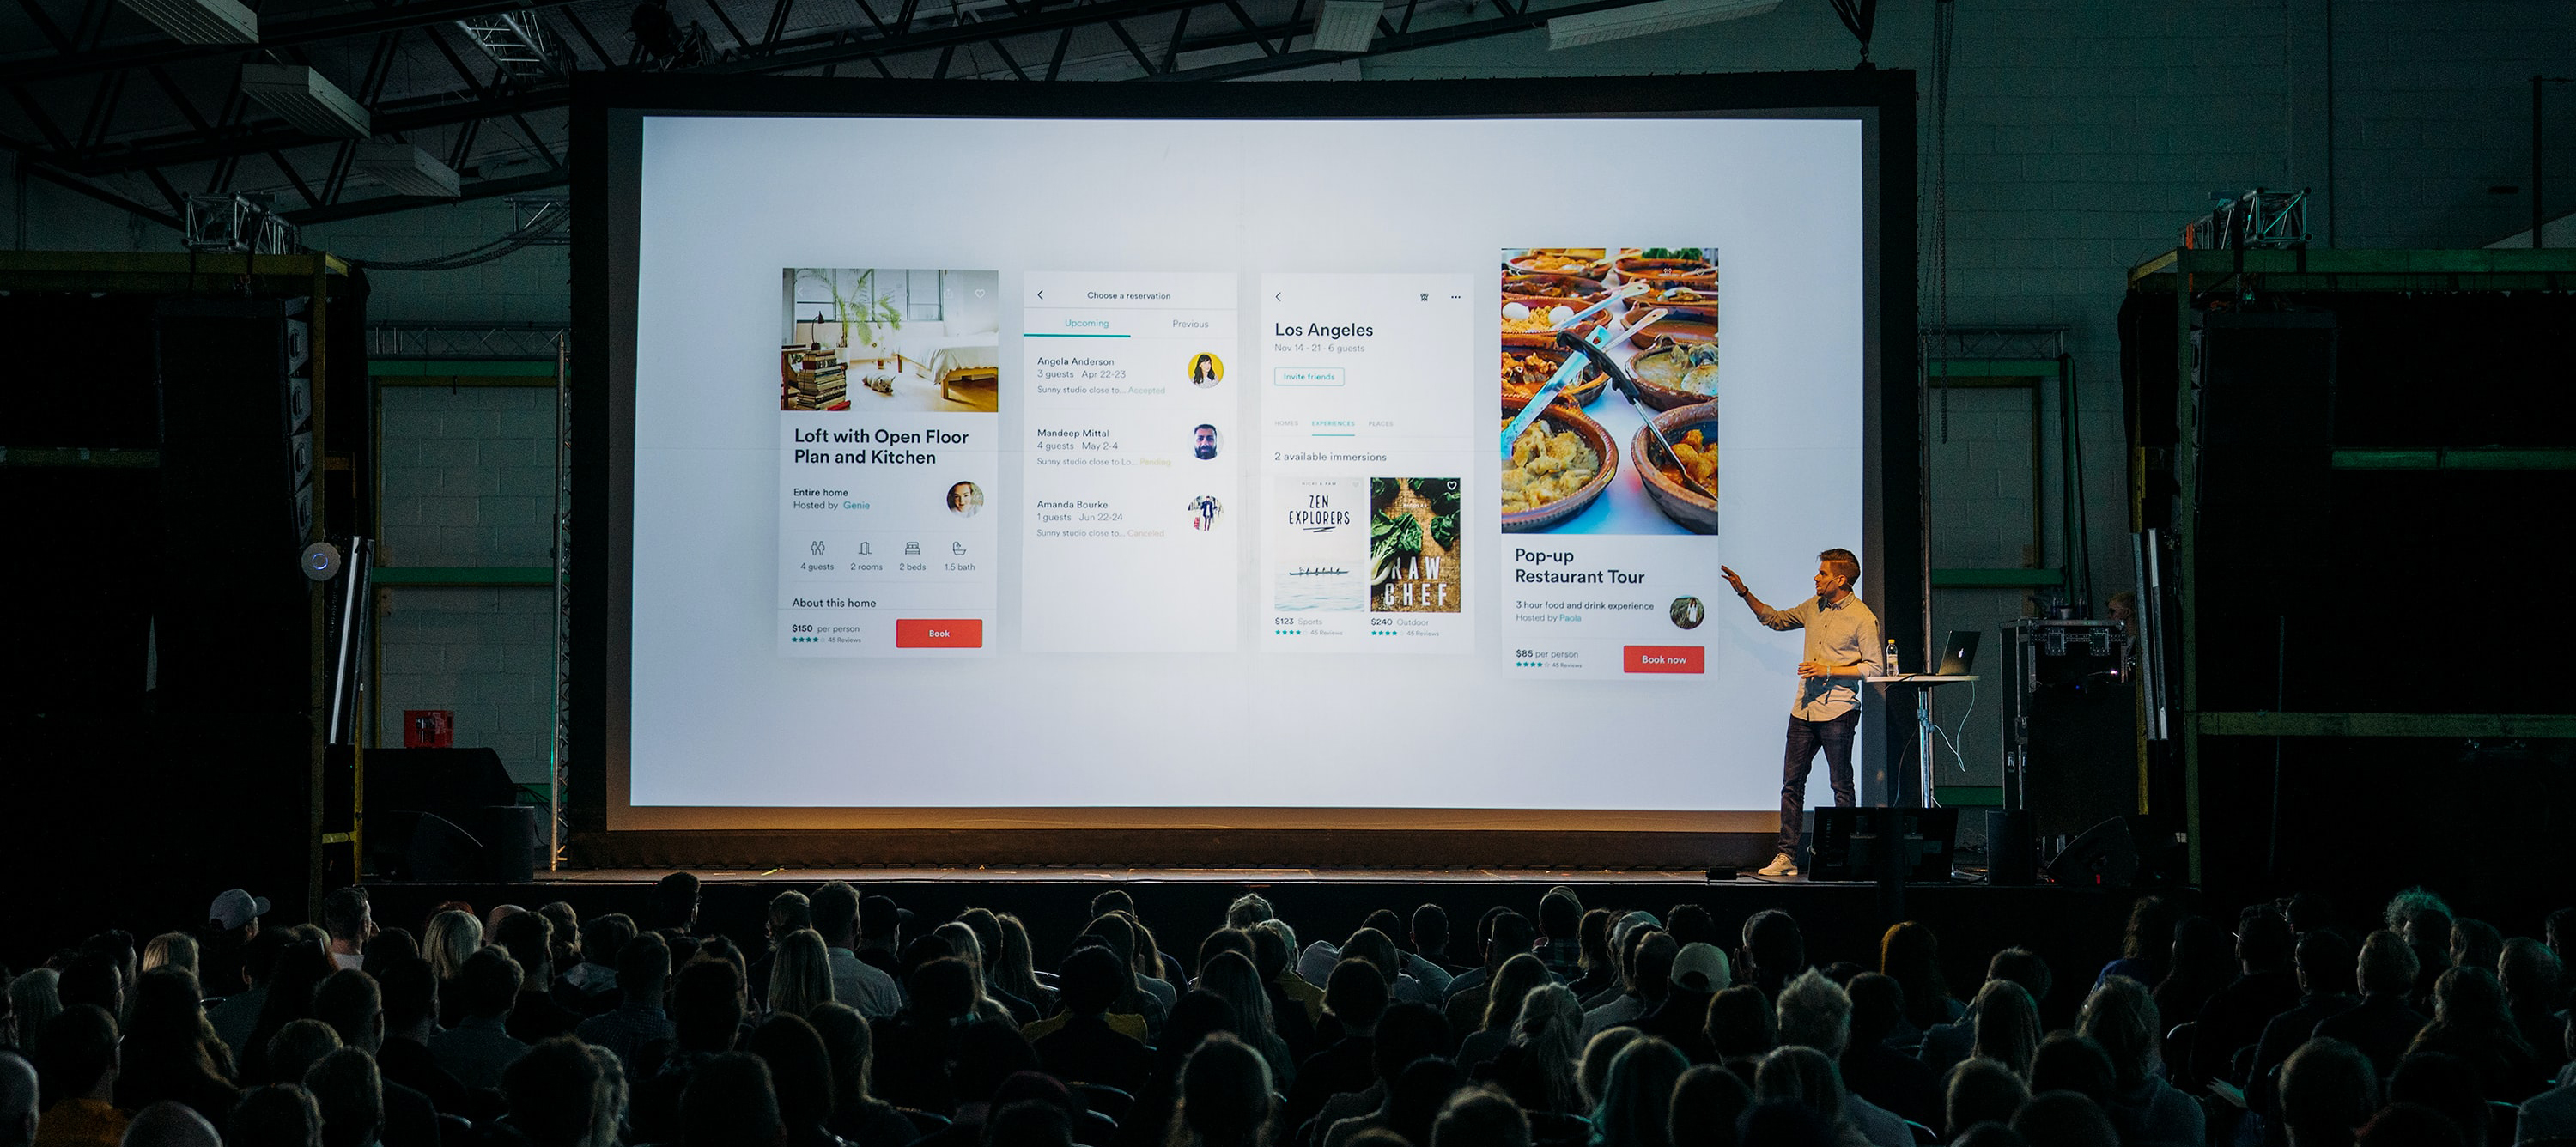 Loft with Open Floor
Plan and Kitchen
Entire home
Hosted by Genie
4 guests
2 rooms
2 beds
1.5 bath
About this home
$150 per person
45 Reviews
Book
Choose a reservation
Upcoming
Previous
Angela Anderson
3 guests Apr 22-23
Sunny studio close to... Accepted
Mandeep Mittal
4 guests May 2-4
Sunny studio close to Lo... Pending
Amanda Bourke
1 guests Jun 22-24
Sunny studio close to... Canceled
Los Angeles
Nov 14 - 21 · 6 guests
Invite friends
HOMES
EXPERIENCES
PLACES
2 available immersions
ZEN
EXPLORERS
$123 Sports
45 Reviews
RAW
CHEF
$240 Outdoor
45 Reviews
Pop-up
Restaurant Tour
3 hour food and drink experience
Hosted by Paola
$85 per person
45 Reviews
Book now